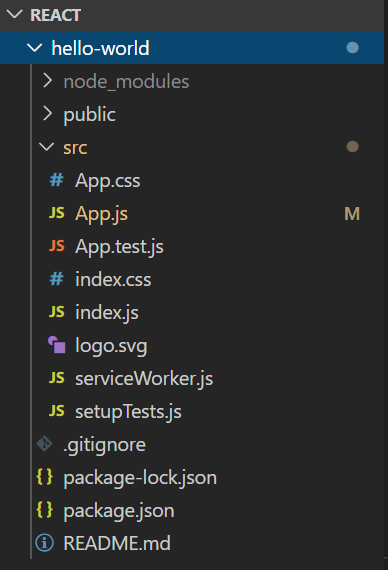 REACT
hello-world
node_modules
public
src
# App.css
JS App.js M
JS App.test.js
# index.css
JS index.js
logo.svg
JS serviceWorker.js
JS setupTests.js
.gitignore
{} package-lock.json
{} package.json
README.md